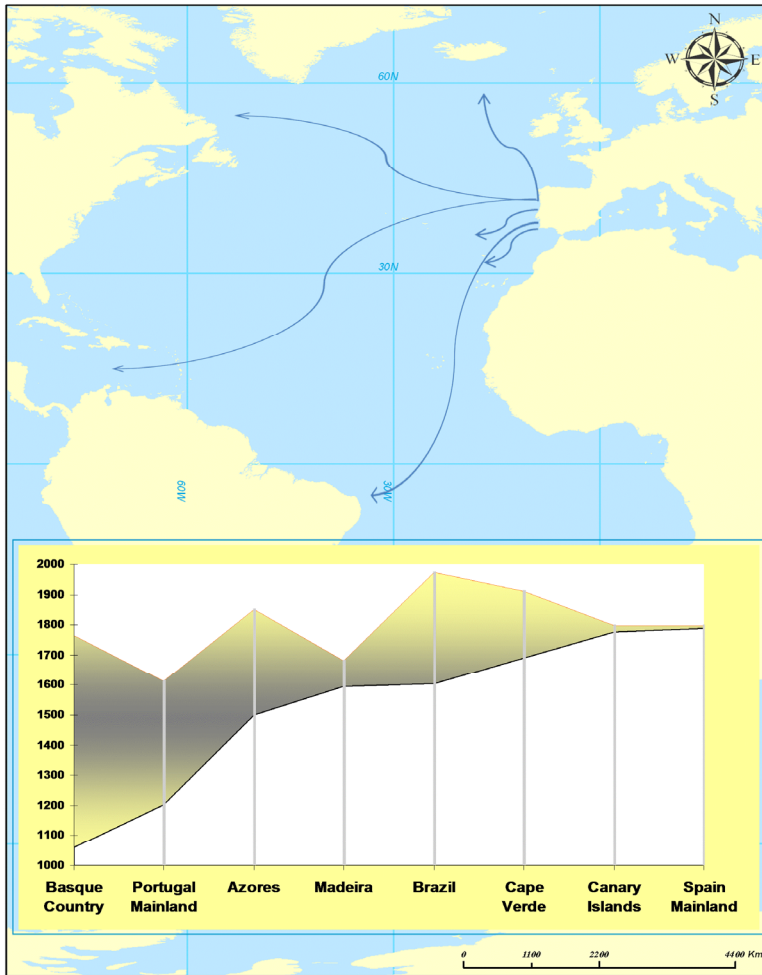 N
W E
S
60N
30N
60W
30W
2000
1900
1800
1700
1600
1500
1400
1300
1200
1100
1000
Basque Country
Portugal Mainland
Azores
Madeira
Brazil
Cape Verde
Canary Islands
Spain Mainland
0 1100 2200 4400 Km